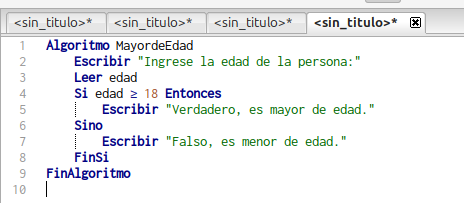 <sin_titulo>* <sin_titulo>* <sin_titulo>* <sin_titulo>*
1 Algoritmo MayordeEdad
2 Escribir "Ingrese la edad de la persona:"
3 Leer edad
4 Si edad ≥ 18 Entonces
5 Escribir "Verdadero, es mayor de edad."
6 Sino
7 Escribir "Falso, es menor de edad."
8 FinSi
9 FinAlgoritmo
10